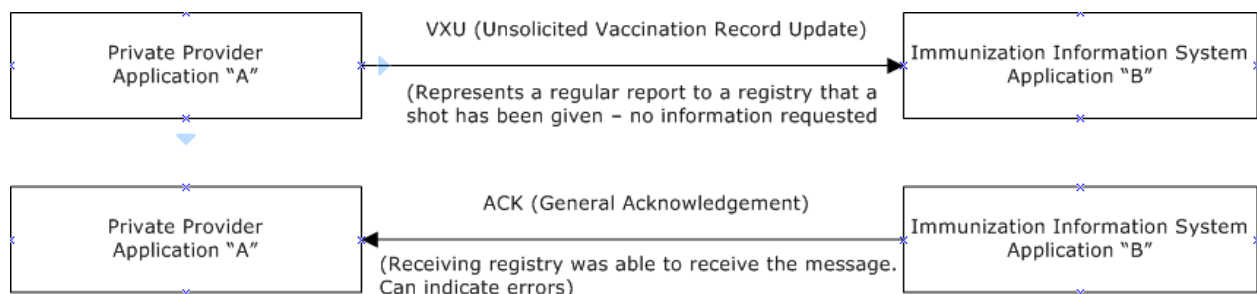 Private Provider
Application “A”
VXU (Unsolicited Vaccination Record Update)
(Represents a regular report to a registry that a
shot has been given – no information requested
Immunization Information System
Application “B”
Private Provider
Application “A”
ACK (General Acknowledgement)
(Receiving registry was able to receive the message.
Can indicate errors)
Immunization Information System
Application “B”